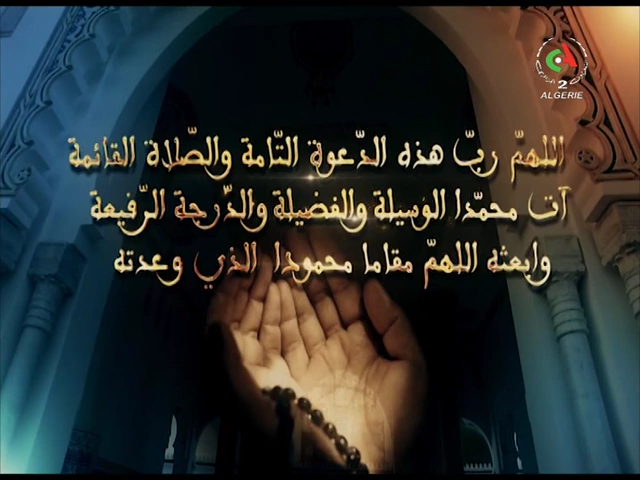 اللهمّ ربّ هذه الدّعوة التّامة والصّلاة القائمة
آت محمّدا الوسيلة والفضيلة والدّرجة الرّفيعة
وابعثه اللهمّ مقاما محمودا الذي وعدته
2
ALGERIE